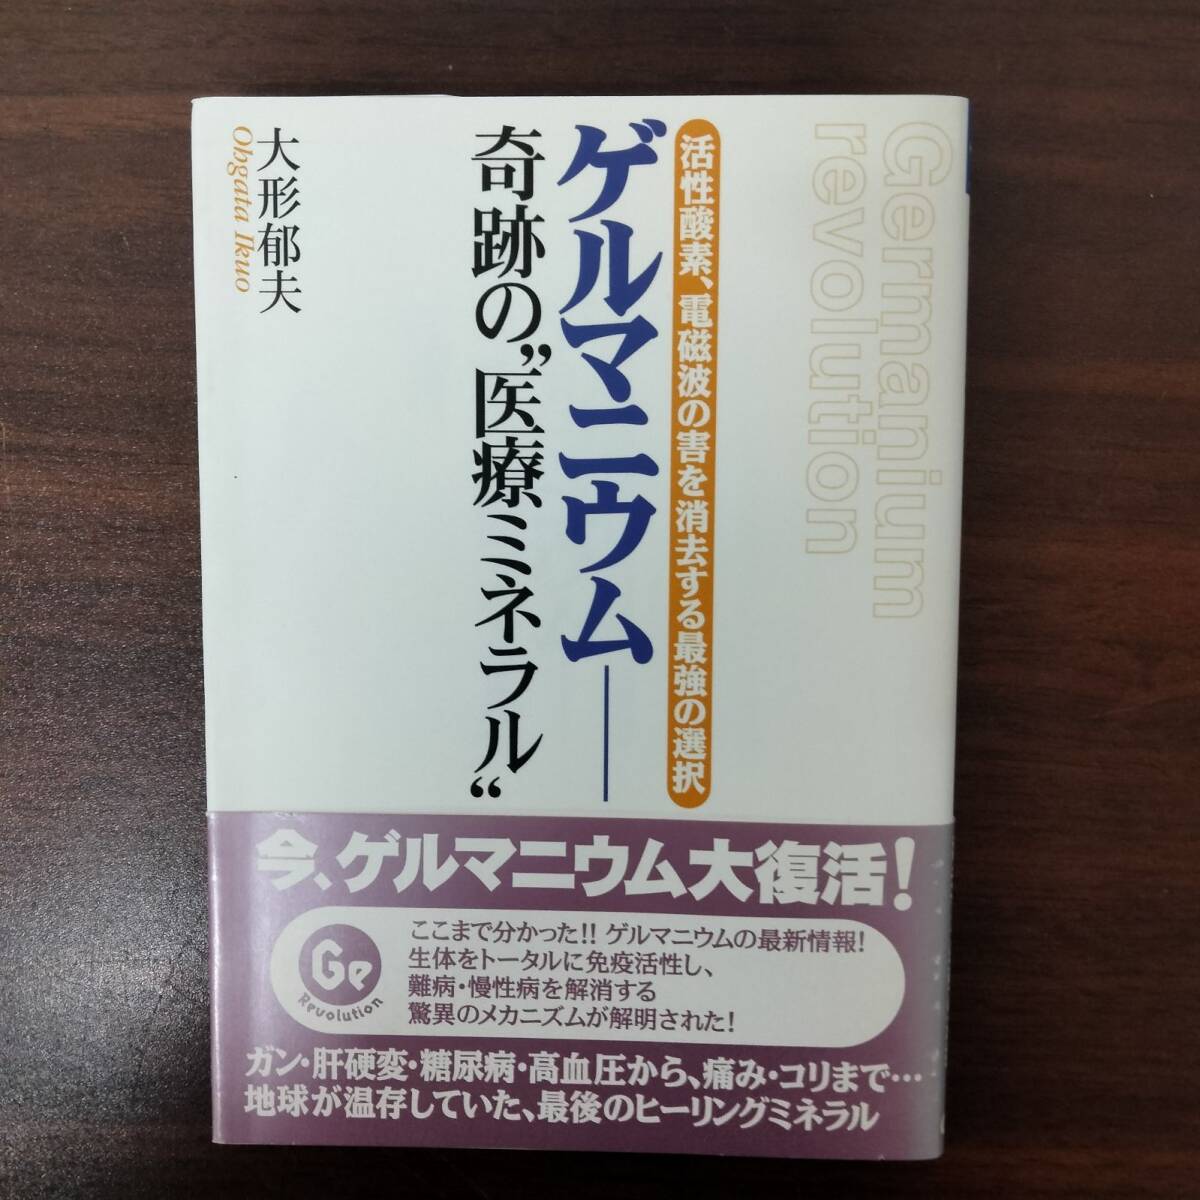 Germanium
revolution
活性酸素、電磁波の害を消去する最強の選択
ゲルマニウム――
奇跡の”医療ミネラル“
大形郁夫
Obgata Ikuo
今、ゲルマニウム大復活！
Ge
Revolution
ここまで分かった!! ゲルマニウムの最新情報！
生体をトータルに免疫活性し、
難病・慢性病を解消する
驚異のメカニズムが解明された！
ガン・肝硬変・糖尿病・高血圧から、痛み・コリまで…
地球が温存していた、最後のヒーリングミネラル